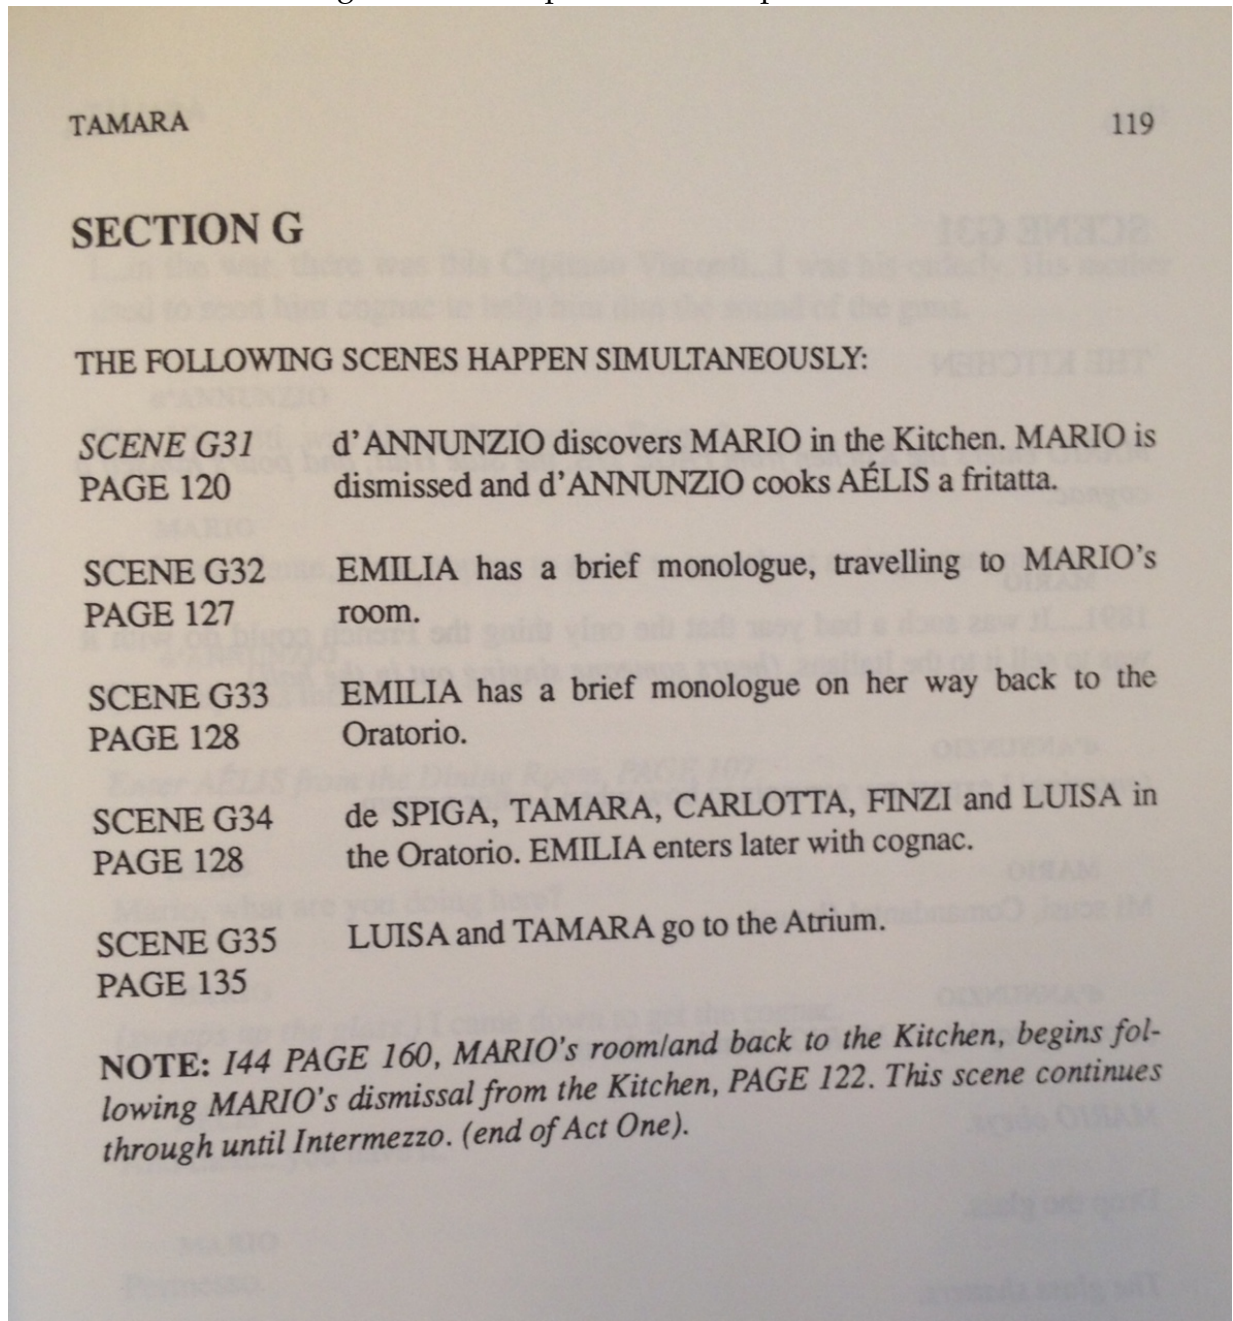 TAMARA 119
SECTION G
THE FOLLOWING SCENES HAPPEN SIMULTANEOUSLY:
SCENE G31 d'ANNUNZIO discovers MARIO in the Kitchen. MARIO is
PAGE 120 dismissed and d'ANNUNZIO cooks AÉLIS a fritatta.
SCENE G32 EMILIA has a brief monologue, travelling to MARIO's
PAGE 127 room.
SCENE G33 EMILIA has a brief monologue on her way back to the
PAGE 128 Oratorio.
SCENE G34 de SPIGA, TAMARA, CARLOTTA, FINZI and LUISA in
PAGE 128 the Oratorio. EMILIA enters later with cognac.
SCENE G35 LUISA and TAMARA go to the Atrium.
PAGE 135
NOTE: I44 PAGE 160, MARIO's room/and back to the Kitchen, begins fol-
lowing MARIO's dismissal from the Kitchen, PAGE 122. This scene continues
through until Intermezzo. (end of Act One).